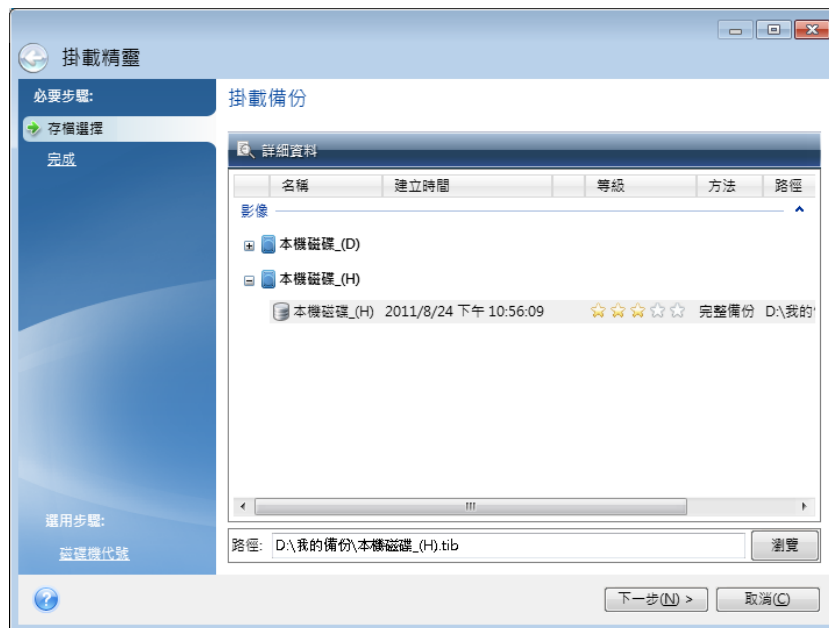 掛載精靈
必要步驟:
存檔選擇
完成
選用步驟:
磁碟機代號
掛載備份
詳細資料
名稱 建立時間 等級 方法 路徑
影像
本機磁碟_(D)
本機磁碟_(H)
本機磁碟_(H) 2011/8/24 下午 10:56:09 完整備份 D:\我的
路徑: D:\我的備份\本機磁碟_(H).tib 瀏覽
下一步(N) > 取消(C)